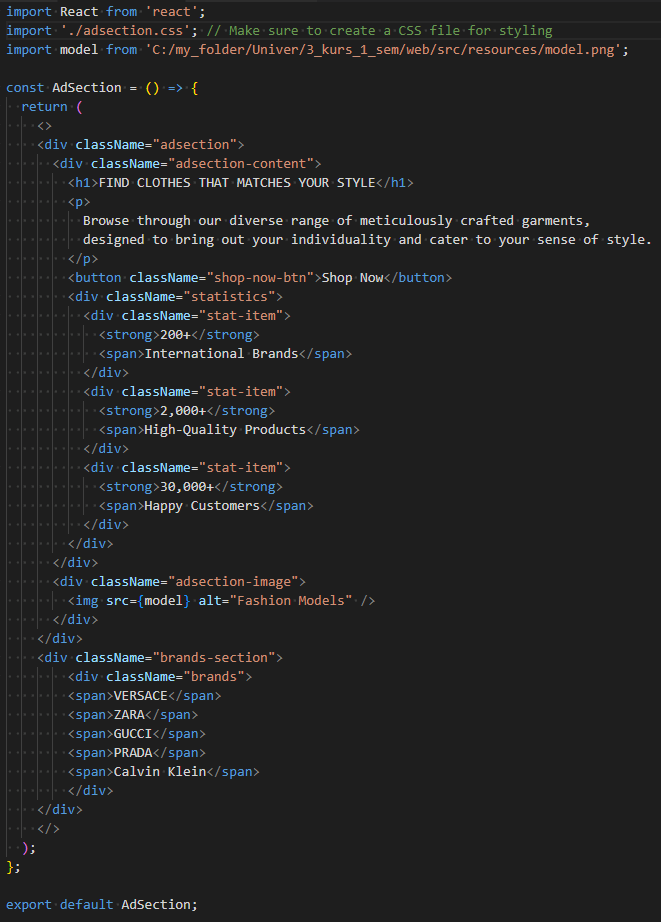 import React from 'react';
import './adsection.css'; // Make sure to create a CSS file for styling
import model from 'C:/my_folder/Univer/3_kurs_1_sem/web/src/resources/model.png';

const AdSection = () => {
  return (
    <>
    <div className="adsection">
      <div className="adsection-content">
        <h1>FIND CLOTHES THAT MATCHES YOUR STYLE</h1>
        <p>
          Browse through our diverse range of meticulously crafted garments,
          designed to bring out your individuality and cater to your sense of style.
        </p>
        <button className="shop-now-btn">Shop Now</button>
        <div className="statistics">
          <div className="stat-item">
            <strong>200+</strong>
            <span>International Brands</span>
          </div>
          <div className="stat-item">
            <strong>2,000+</strong>
            <span>High-Quality Products</span>
          </div>
          <div className="stat-item">
            <strong>30,000+</strong>
            <span>Happy Customers</span>
          </div>
        </div>
      </div>
      <div className="adsection-image">
        <img src={model} alt="Fashion Models" />
      </div>
    </div>
    <div className="brands-section">
        <div className="brands">
        <span>VERSACE</span>
        <span>ZARA</span>
        <span>GUCCI</span>
        <span>PRADA</span>
        <span>Calvin Klein</span>
        </div>
    </div>
    </>
  );
};

export default AdSection;